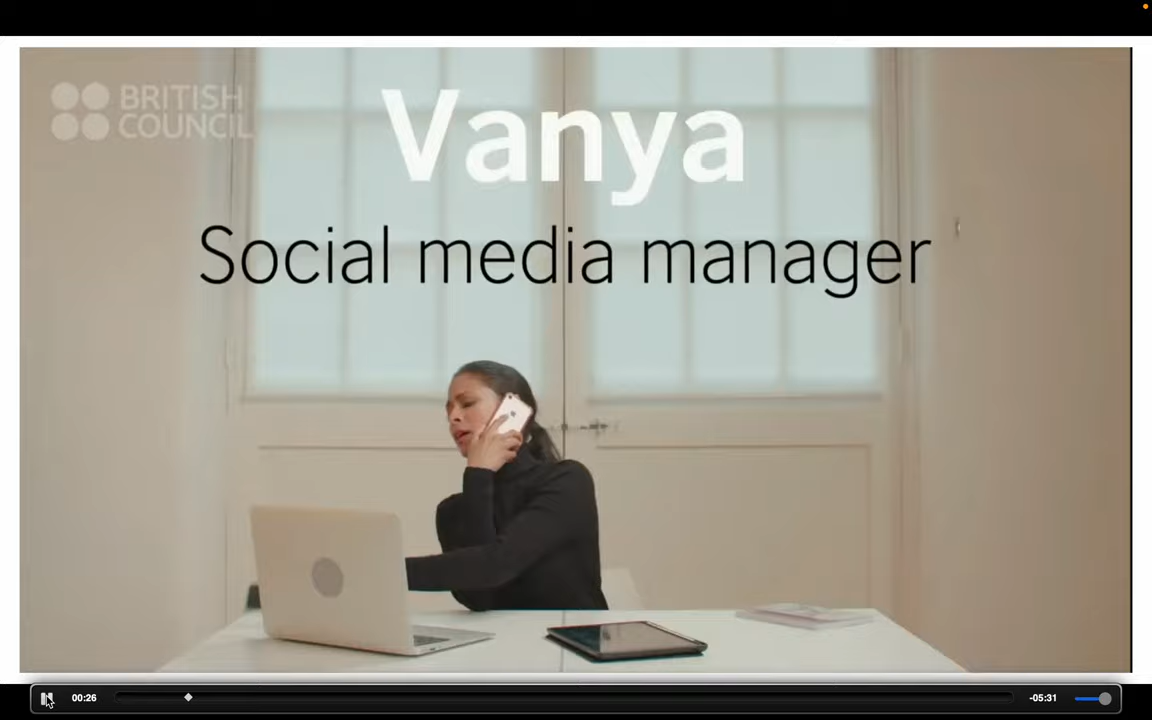 BRITISH
COUNCIL
Vanya
Social media manager
00:26
-05:31